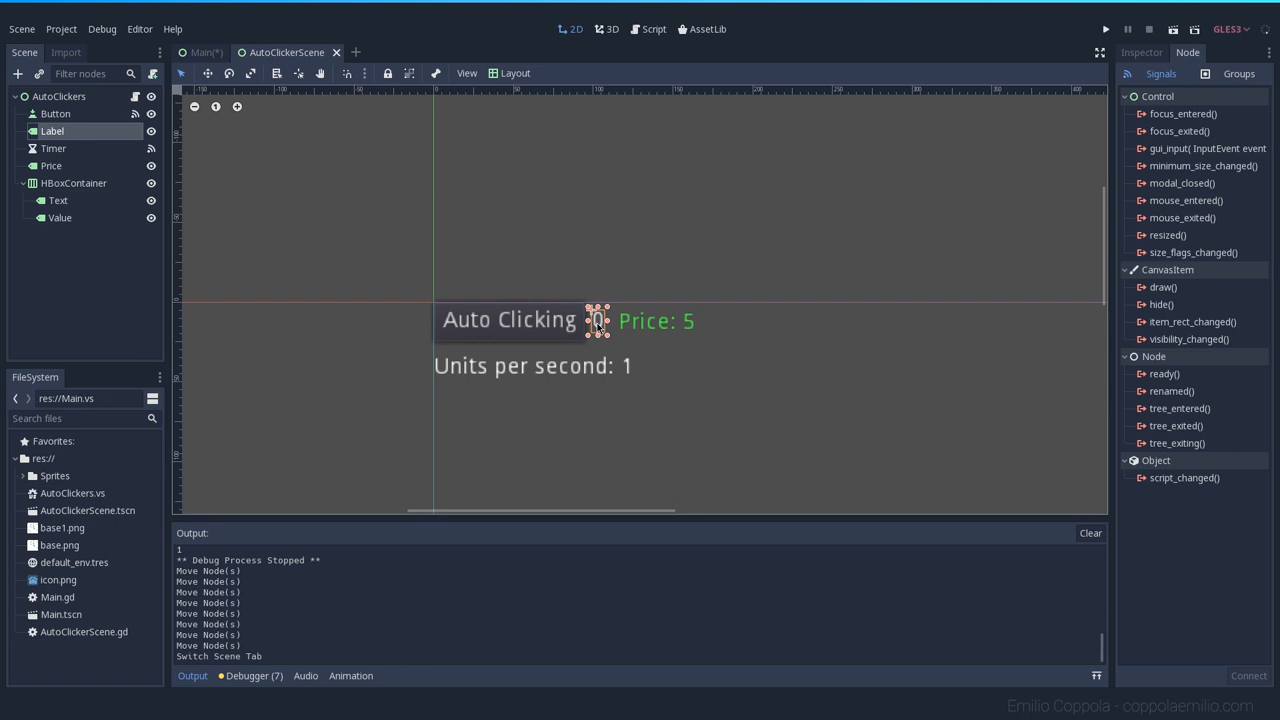 Scene Project Debug Editor Help
2D 3D Script AssetLib
GLES3
Scene Import
Main(*) AutoClickerScene
Inspector Node
Filter nodes
View Layout
Signals Groups
AutoClickers
Button
Label
Timer
Price
HBoxContainer
Text
Value
FileSystem
res://Main.vs
Search files
Favorites:
res://
Sprites
AutoClickers.vs
AutoClickerScene.tscn
base1.png
base.png
default_env.tres
icon.png
Main.gd
Main.tscn
AutoClickerScene.gd
Auto Clicking 0 Price: 5
Units per second: 1
Output:
Clear
1
** Debug Process Stopped **
Move Node(s)
Move Node(s)
Move Node(s)
Move Node(s)
Move Node(s)
Move Node(s)
Move Node(s)
Move Node(s)
Switch Scene Tab
Output Debugger (7) Audio Animation
Control
focus_entered()
focus_exited()
gui_input( InputEvent event
minimum_size_changed()
modal_closed()
mouse_entered()
mouse_exited()
resized()
size_flags_changed()
CanvasItem
draw()
hide()
item_rect_changed()
visibility_changed()
Node
ready()
renamed()
tree_entered()
tree_exited()
tree_exiting()
Object
script_changed()
Connect
Emilio Coppola - coppolaemilio.com